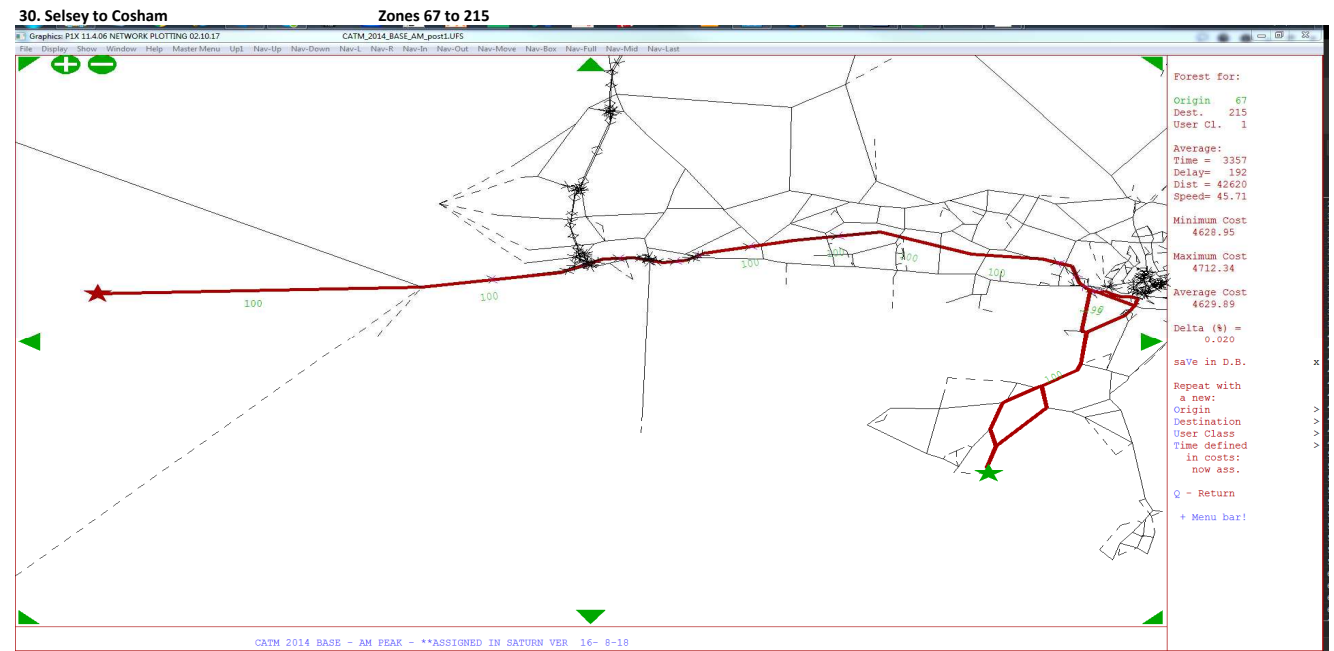 30. Selsey to Cosham Zones 67 to 215
Graphics: P1X 11.4.06 NETWORK PLOTTING 02.10.17 CATM_2014_BASE_AM_post1.UFS
File Display Show Window Help Master Menu Up1 Nav-Up Nav-Down Nav-L Nav-R Nav-In Nav-Out Nav-Move Nav-Box Nav-Full Nav-Mid Nav-Last
Forest for:
Origin 67
Dest. 215
User Cl. 1
Average:
Time = 3357
Delay= 192
Dist = 42620
Speed= 45.71
Minimum Cost
4628.95
Maximum Cost
4712.34
Average Cost
4629.89
Delta (%) =
0.020
saVe in D.B. x
Repeat with
a new:
Origin >
Destination >
User Class >
Time defined >
in costs:
now ass.
Q - Return
+ Menu bar!
100
100
100
100
100
100
100
CATM 2014 BASE - AM PEAK - **ASSIGNED IN SATURN VER 16- 8-18